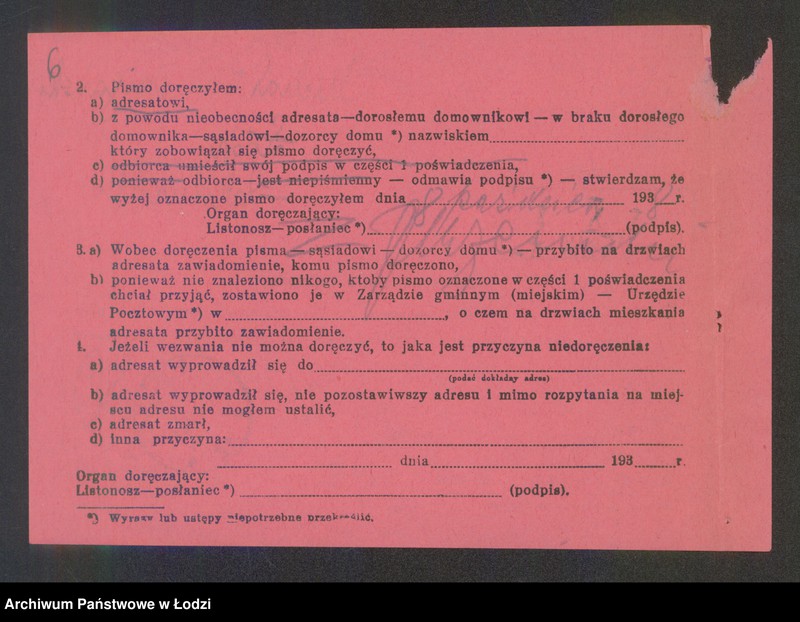 6
2. Pismo doręczyłem:
a) adresatowi,
b) z powodu nieobecności adresata—dorosłemu domownikowi — w braku dorosłego
domownika—sąsiadowi—dozorcy domu *) nazwiskiem
który zobowiązał się pismo doręczyć,
c) odbiorca umieścił swój podpis w części 1 poświadczenia,
d) ponieważ odbiorca—jest niepiśmienny — odmawia podpisu *) — stwierdzam, że
wyżej oznaczone pismo doręczyłem dnia 193 8 r.
Organ doręczający:
Listonosz—posłaniec *) (podpis).
3. a) Wobec doręczenia pisma — sąsiadowi — dozorcy domu *) — przybito na drzwiach
adresata zawiadomienie, komu pismo doręczono,
b) ponieważ nie znaleziono nikogo, ktoby pismo oznaczone w części 1 poświadczenia
chciał przyjąć, zostawiono je w Zarządzie gminnym (miejskim) — Urzędzie
Pocztowym *) w , o czem na drzwiach mieszkania
adresata przybito zawiadomienie.
4. Jeżeli wezwania nie można doręczyć, to jaka jest przyczyna niedoręczenia:
a) adresat wyprowadził się do
(podać dokładny adres)
b) adresat wyprowadził się, nie pozostawiwszy adresu i mimo rozpytania na miej-
scu adresu nie mogłem ustalić,
c) adresat zmarł,
d) inna przyczyna:
dnia 193 r.
Organ doręczający:
Listonosz—posłaniec *) (podpis).
*) Wyrazy lub ustępy niepotrzebne przekreślić.
Archiwum Państwowe w Łodzi